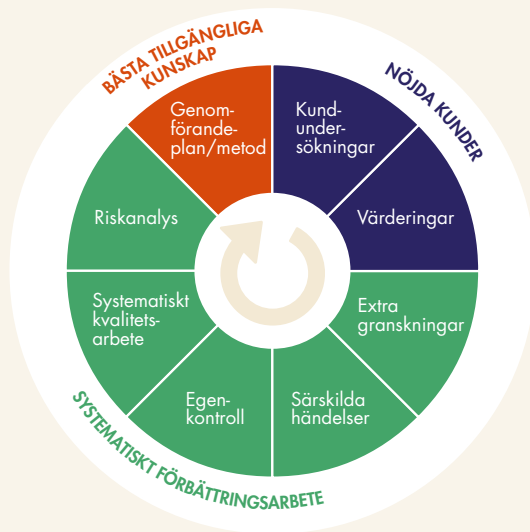 BÄSTA TILLGÄNGLIGA
KUNSKAP
NÖJDA KUNDER
Genom-
förande-
plan/metod
Kund-
under-
sökningar
Riskanalys
Värderingar
Systematiskt
kvalitets-
arbete
Extra
granskningar
Egen-
kontroll
Särskilda
händelser
SYSTEMATISKT FÖRBÄTTRINGSARBETE